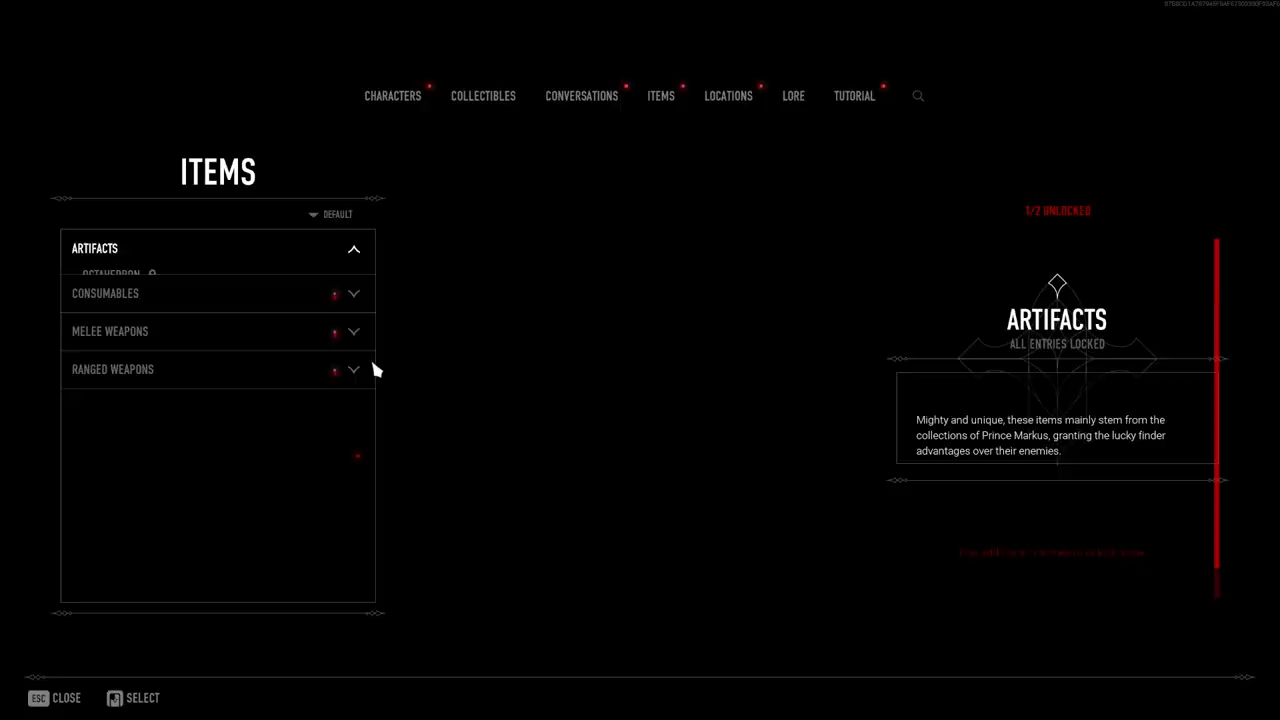 CHARACTERS COLLECTIBLES CONVERSATIONS ITEMS LOCATIONS LORE TUTORIAL
ITEMS
DEFAULT
ARTIFACTS
OCTAHEDRON
CONSUMABLES
MELEE WEAPONS
RANGED WEAPONS
1/2 UNLOCKED
ARTIFACTS
ALL ENTRIES LOCKED
Mighty and unique, these items mainly stem from the
collections of Prince Markus, granting the lucky finder
advantages over their enemies.
ESC CLOSE SELECT